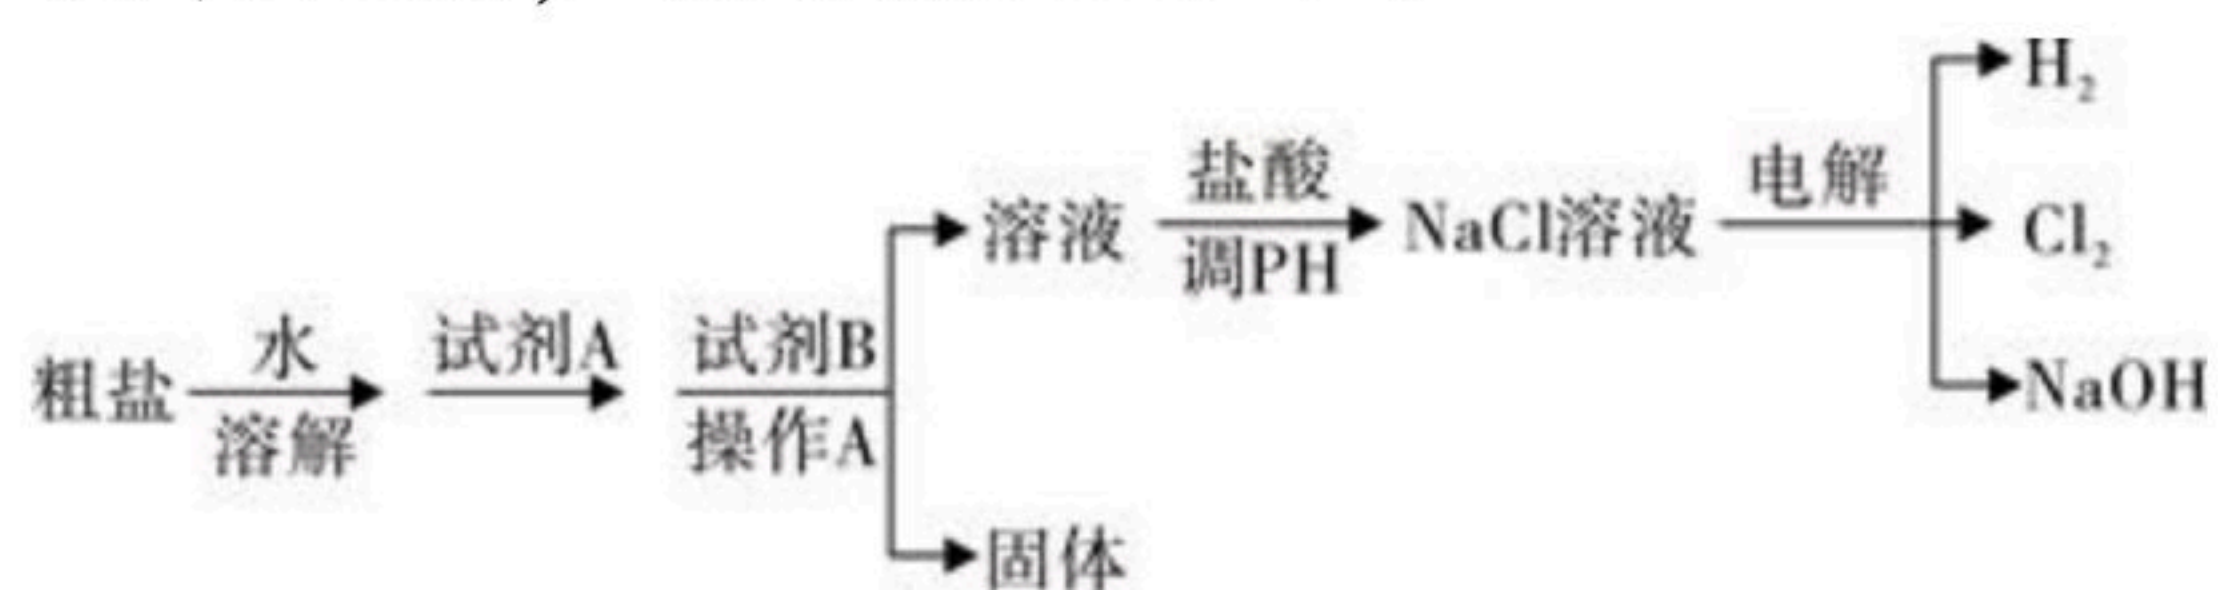 H₂
盐酸
电解
溶液
调PH
NaCl溶液
Cl₂
水
试剂A
试剂B
粗盐
溶解
操作A
NaOH
固体